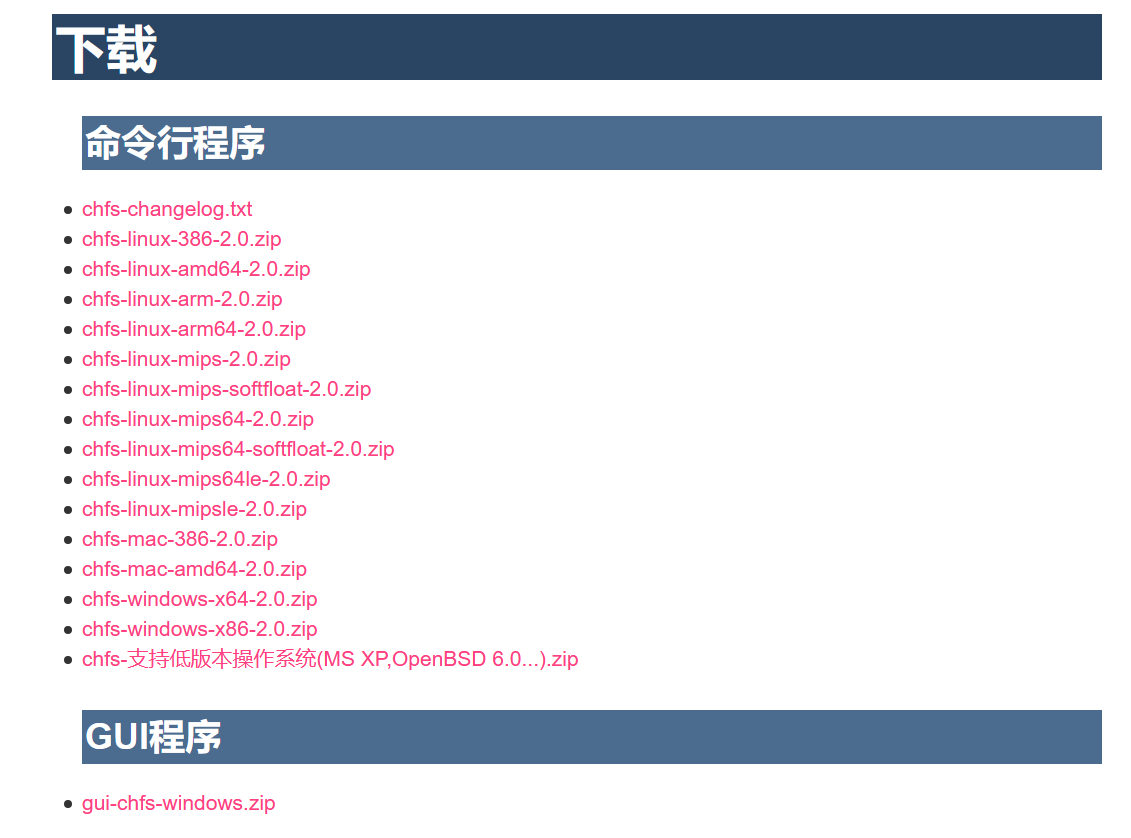 下载
命令行程序
chfs-changelog.txt
chfs-linux-386-2.0.zip
chfs-linux-amd64-2.0.zip
chfs-linux-arm-2.0.zip
chfs-linux-arm64-2.0.zip
chfs-linux-mips-2.0.zip
chfs-linux-mips-softfloat-2.0.zip
chfs-linux-mips64-2.0.zip
chfs-linux-mips64-softfloat-2.0.zip
chfs-linux-mips64le-2.0.zip
chfs-linux-mipsle-2.0.zip
chfs-mac-386-2.0.zip
chfs-mac-amd64-2.0.zip
chfs-windows-x64-2.0.zip
chfs-windows-x86-2.0.zip
chfs-支持低版本操作系统(MS XP,OpenBSD 6.0...).zip
GUI程序
gui-chfs-windows.zip